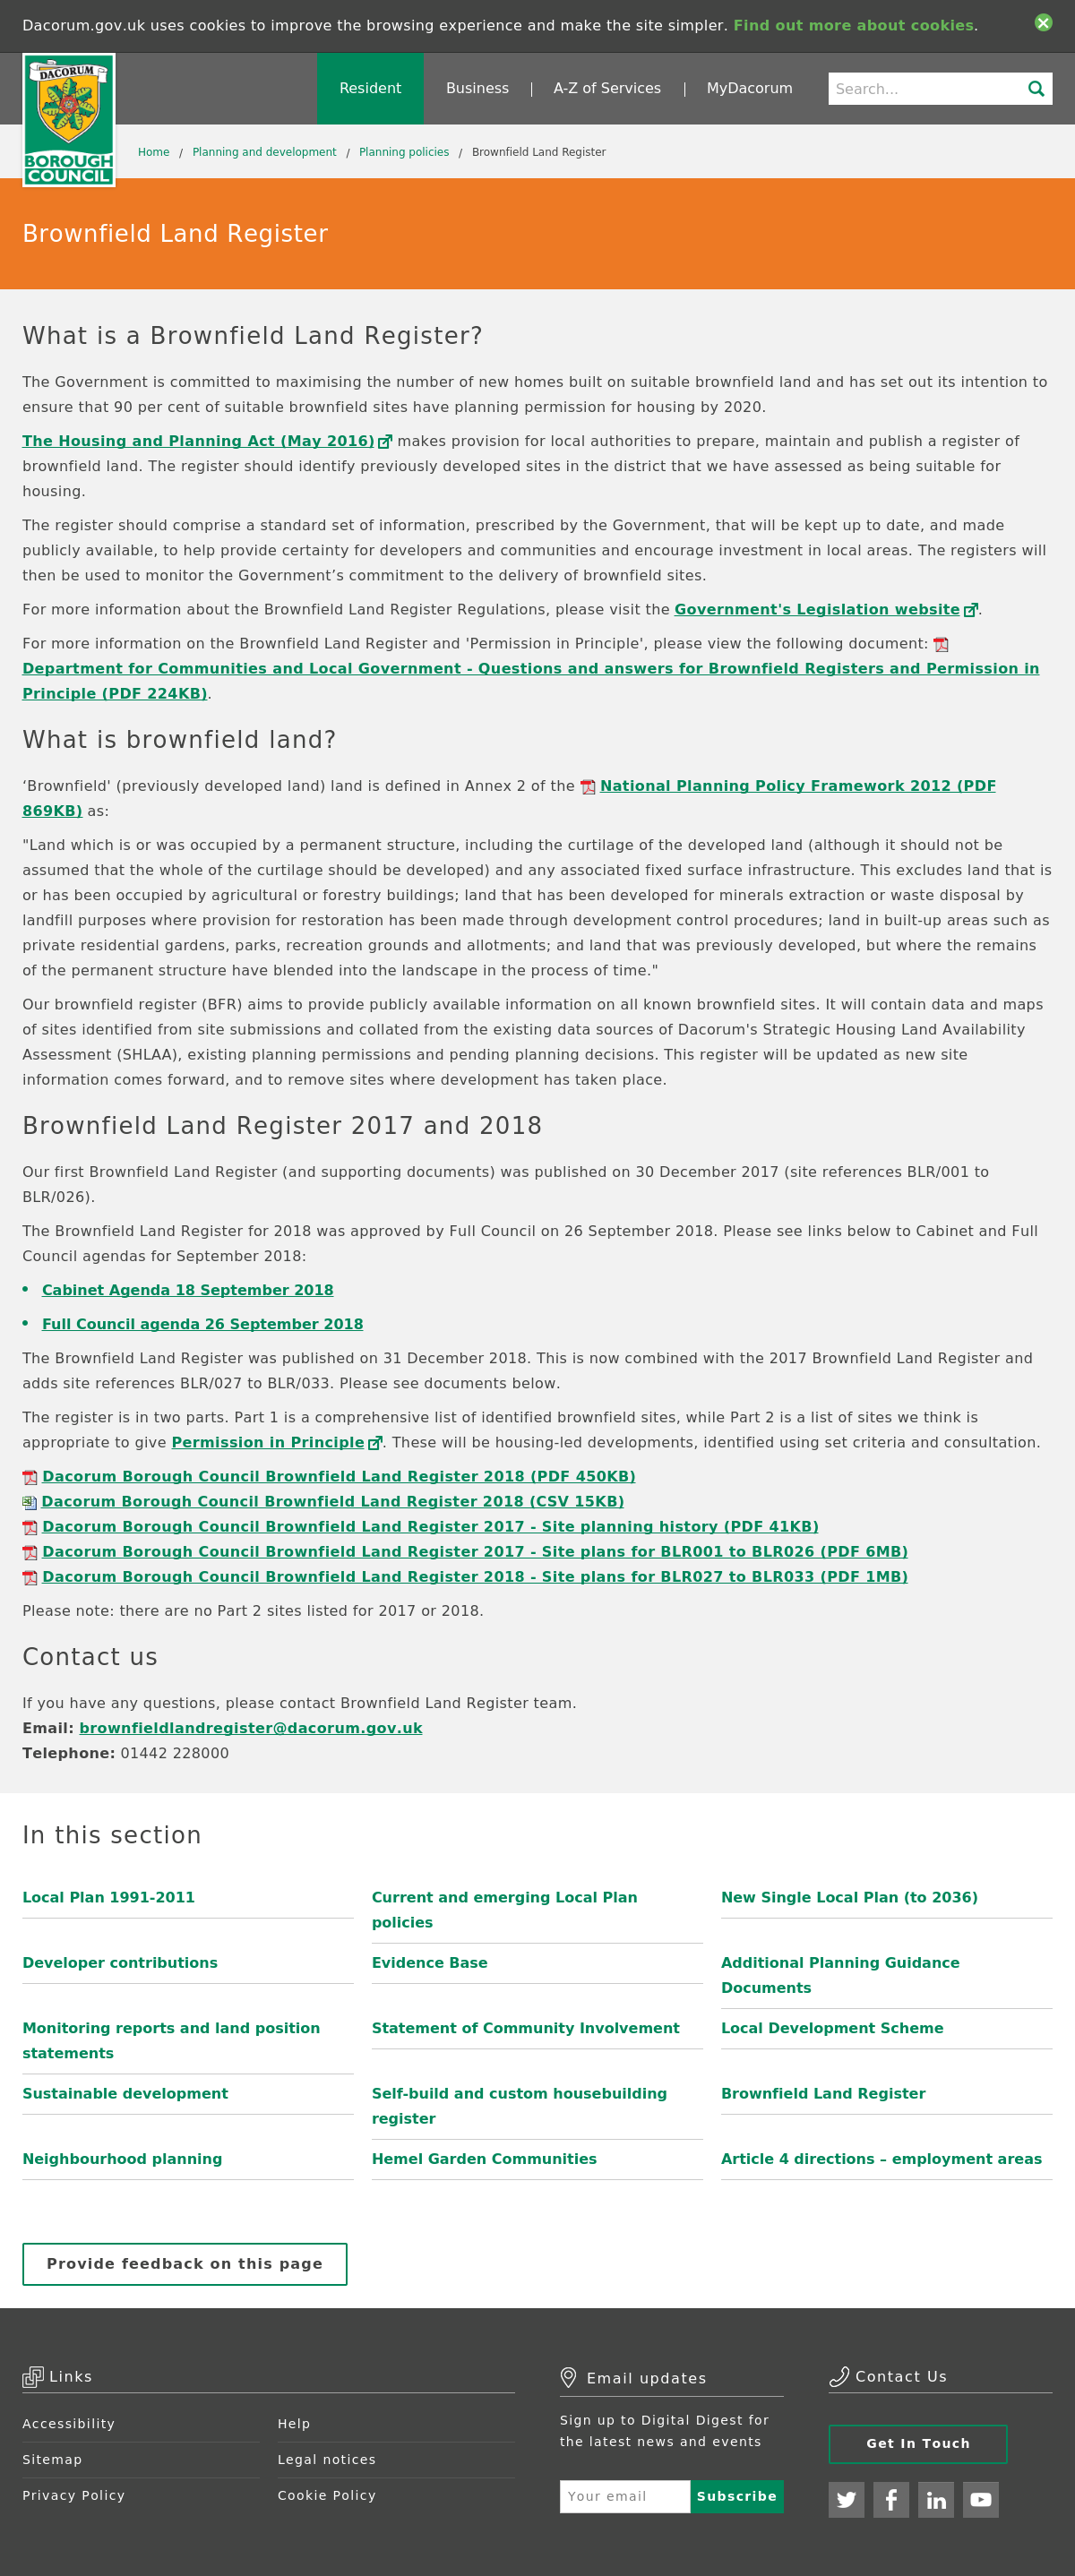 Dacorum.gov.uk uses cookies to improve the browsing experience and make the site simpler. Find out more about cookies.
DACORUM
BOROUGH
COUNCIL
Resident
Business
A-Z of Services
MyDacorum
Search...
Home / Planning and development / Planning policies / Brownfield Land Register
Brownfield Land Register
What is a Brownfield Land Register?
The Government is committed to maximising the number of new homes built on suitable brownfield land and has set out its intention to
ensure that 90 per cent of suitable brownfield sites have planning permission for housing by 2020.
The Housing and Planning Act (May 2016) makes provision for local authorities to prepare, maintain and publish a register of
brownfield land. The register should identify previously developed sites in the district that we have assessed as being suitable for
housing.
The register should comprise a standard set of information, prescribed by the Government, that will be kept up to date, and made
publicly available, to help provide certainty for developers and communities and encourage investment in local areas. The registers will
then be used to monitor the Government’s commitment to the delivery of brownfield sites.
For more information about the Brownfield Land Register Regulations, please visit the Government's Legislation website.
For more information on the Brownfield Land Register and 'Permission in Principle', please view the following document:
Department for Communities and Local Government - Questions and answers for Brownfield Registers and Permission in
Principle (PDF 224KB).
What is brownfield land?
‘Brownfield' (previously developed land) land is defined in Annex 2 of the National Planning Policy Framework 2012 (PDF
869KB) as:
"Land which is or was occupied by a permanent structure, including the curtilage of the developed land (although it should not be
assumed that the whole of the curtilage should be developed) and any associated fixed surface infrastructure. This excludes land that is
or has been occupied by agricultural or forestry buildings; land that has been developed for minerals extraction or waste disposal by
landfill purposes where provision for restoration has been made through development control procedures; land in built-up areas such as
private residential gardens, parks, recreation grounds and allotments; and land that was previously developed, but where the remains
of the permanent structure have blended into the landscape in the process of time."
Our brownfield register (BFR) aims to provide publicly available information on all known brownfield sites. It will contain data and maps
of sites identified from site submissions and collated from the existing data sources of Dacorum's Strategic Housing Land Availability
Assessment (SHLAA), existing planning permissions and pending planning decisions. This register will be updated as new site
information comes forward, and to remove sites where development has taken place.
Brownfield Land Register 2017 and 2018
Our first Brownfield Land Register (and supporting documents) was published on 30 December 2017 (site references BLR/001 to
BLR/026).
The Brownfield Land Register for 2018 was approved by Full Council on 26 September 2018. Please see links below to Cabinet and Full
Council agendas for September 2018:
• Cabinet Agenda 18 September 2018
• Full Council agenda 26 September 2018
The Brownfield Land Register was published on 31 December 2018. This is now combined with the 2017 Brownfield Land Register and
adds site references BLR/027 to BLR/033. Please see documents below.
The register is in two parts. Part 1 is a comprehensive list of identified brownfield sites, while Part 2 is a list of sites we think is
appropriate to give Permission in Principle. These will be housing-led developments, identified using set criteria and consultation.
Dacorum Borough Council Brownfield Land Register 2018 (PDF 450KB)
Dacorum Borough Council Brownfield Land Register 2018 (CSV 15KB)
Dacorum Borough Council Brownfield Land Register 2017 - Site planning history (PDF 41KB)
Dacorum Borough Council Brownfield Land Register 2017 - Site plans for BLR001 to BLR026 (PDF 6MB)
Dacorum Borough Council Brownfield Land Register 2018 - Site plans for BLR027 to BLR033 (PDF 1MB)
Please note: there are no Part 2 sites listed for 2017 or 2018.
Contact us
If you have any questions, please contact Brownfield Land Register team.
Email: brownfieldlandregister@dacorum.gov.uk
Telephone: 01442 228000
In this section
Local Plan 1991-2011
Current and emerging Local Plan
policies
New Single Local Plan (to 2036)
Developer contributions
Evidence Base
Additional Planning Guidance
Documents
Monitoring reports and land position
statements
Statement of Community Involvement
Local Development Scheme
Sustainable development
Self-build and custom housebuilding
register
Brownfield Land Register
Neighbourhood planning
Hemel Garden Communities
Article 4 directions – employment areas
Provide feedback on this page
Links
Accessibility
Help
Sitemap
Legal notices
Privacy Policy
Cookie Policy
Email updates
Sign up to Digital Digest for
the latest news and events
Your email
Subscribe
Contact Us
Get In Touch